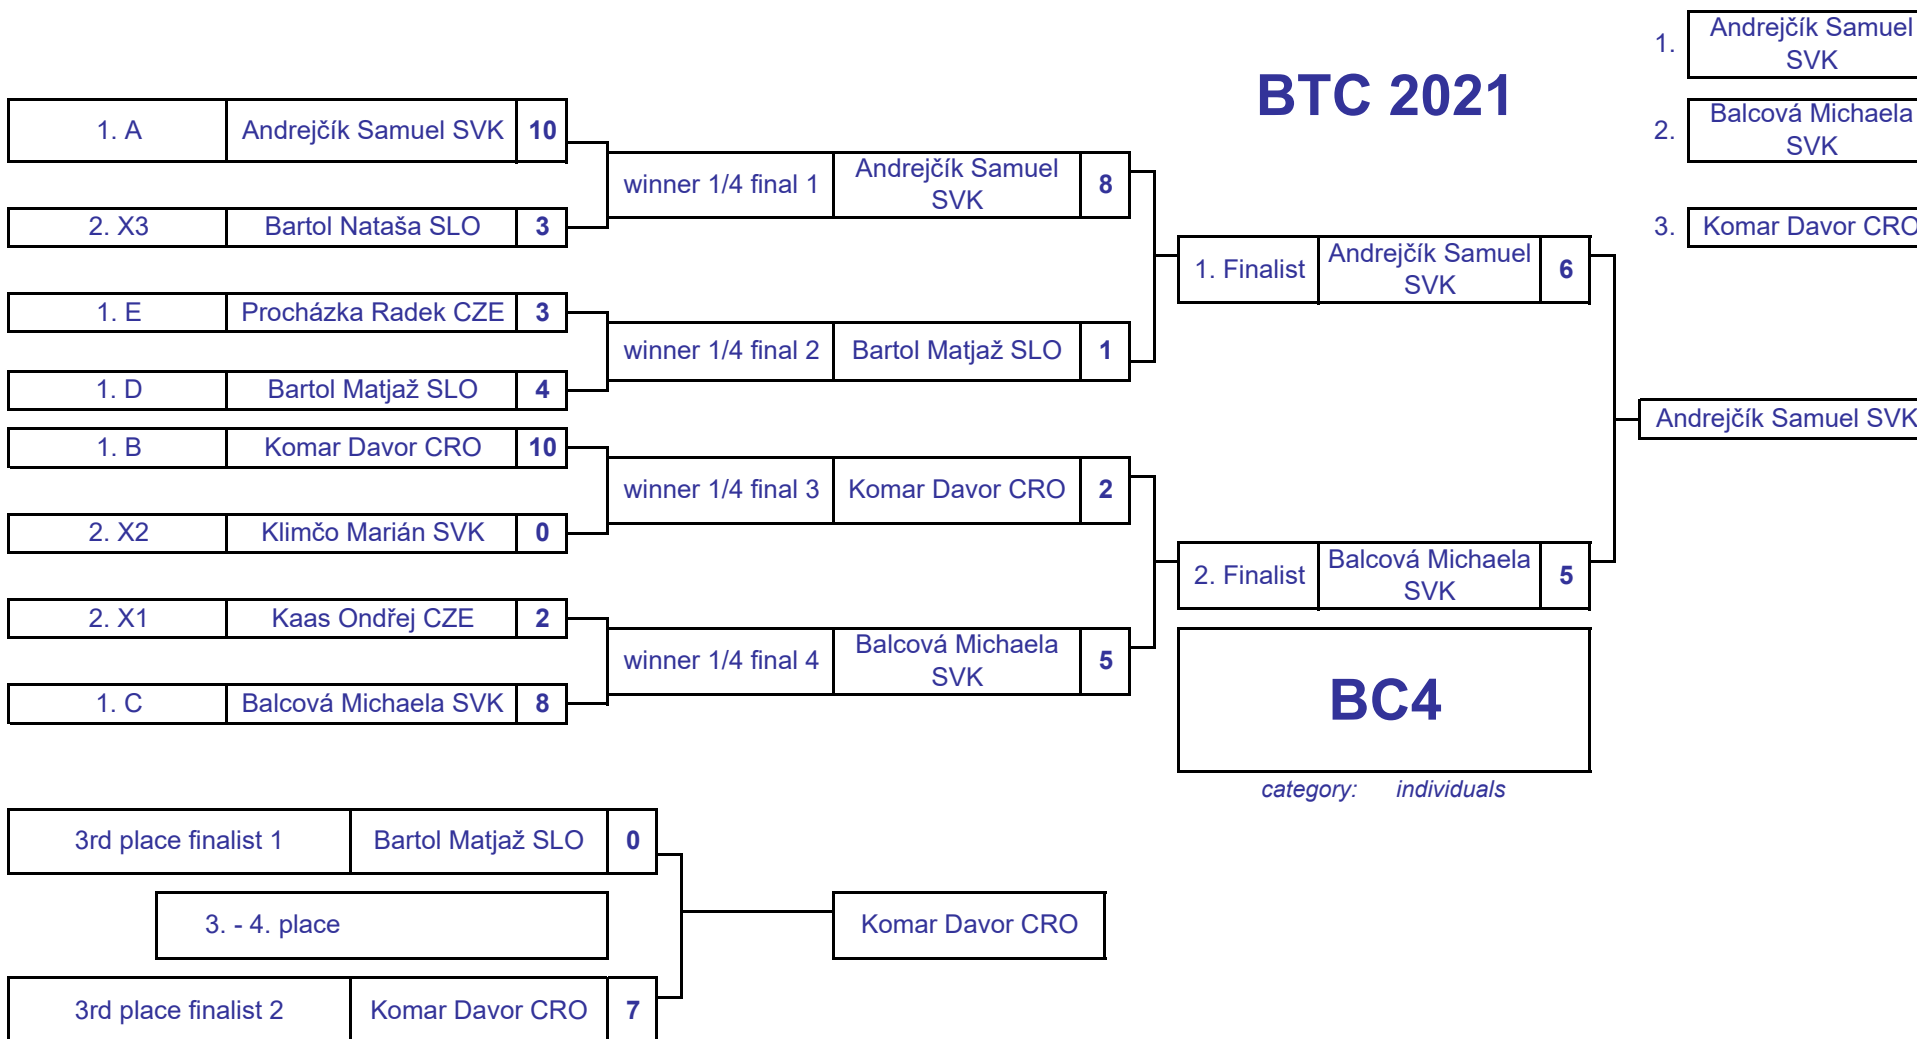 BTC 2021
1. Andrejčík Samuel
SVK
2. Balcová Michaela
SVK
3. Komar Davor CRO
1. A Andrejčík Samuel SVK 10
2. X3 Bartol Nataša SLO 3
1. E Procházka Radek CZE 3
1. D Bartol Matjaž SLO 4
1. B Komar Davor CRO 10
2. X2 Klimčo Marián SVK 0
2. X1 Kaas Ondřej CZE 2
1. C Balcová Michaela SVK 8
winner 1/4 final 1 Andrejčík Samuel
SVK 8
winner 1/4 final 2 Bartol Matjaž SLO 1
winner 1/4 final 3 Komar Davor CRO 2
winner 1/4 final 4 Balcová Michaela
SVK 5
1. Finalist Andrejčík Samuel
SVK 6
2. Finalist Balcová Michaela
SVK 5
Andrejčík Samuel SVK
BC4
category: individuals
3rd place finalist 1 Bartol Matjaž SLO 0
3. - 4. place Komar Davor CRO
3rd place finalist 2 Komar Davor CRO 7